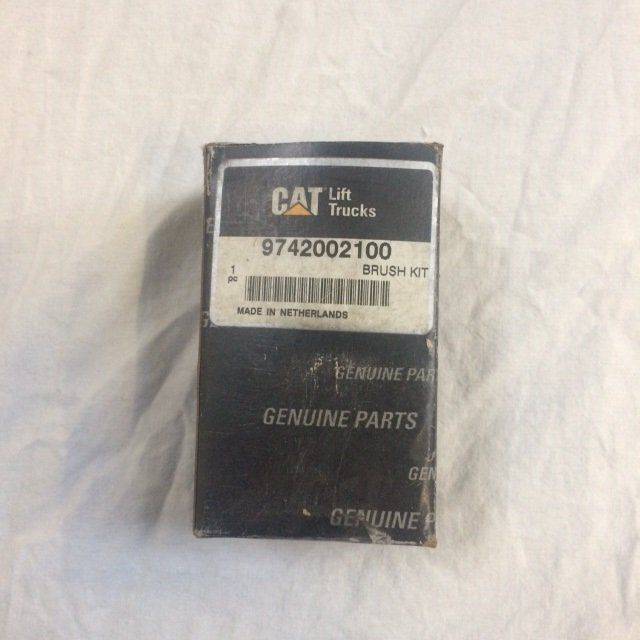 CAT Lift
Trucks
9742002100
1 BRUSH KIT
pc
MADE IN NETHERLANDS
GENUINE PAR
GENUINE PARTS
GEN
GENUINE P